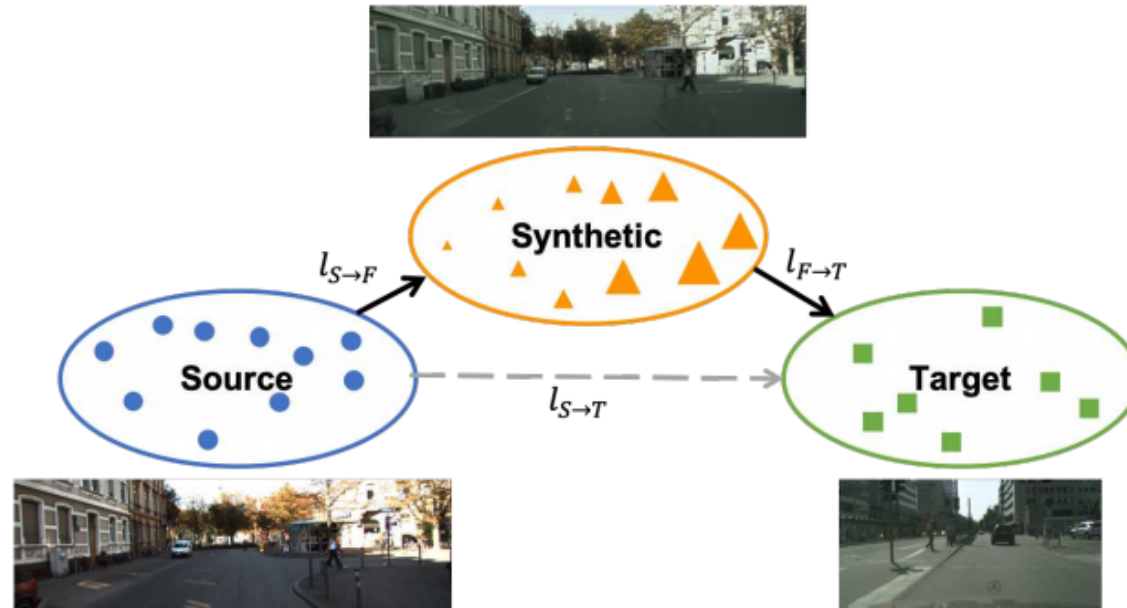 Synthetic
l_{S→F}
l_{F→T}
Source
Target
l_{S→T}